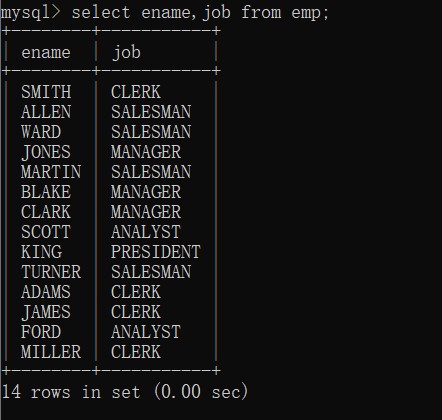 mysql> select ename,job from emp;
+--------+-----------+
| ename  | job       |
+--------+-----------+
| SMITH  | CLERK     |
| ALLEN  | SALESMAN  |
| WARD   | SALESMAN  |
| JONES  | MANAGER   |
| MARTIN | SALESMAN  |
| BLAKE  | MANAGER   |
| CLARK  | MANAGER   |
| SCOTT  | ANALYST   |
| KING   | PRESIDENT |
| TURNER | SALESMAN  |
| ADAMS  | CLERK     |
| JAMES  | CLERK     |
| FORD   | ANALYST   |
| MILLER | CLERK     |
+--------+-----------+
14 rows in set (0.00 sec)